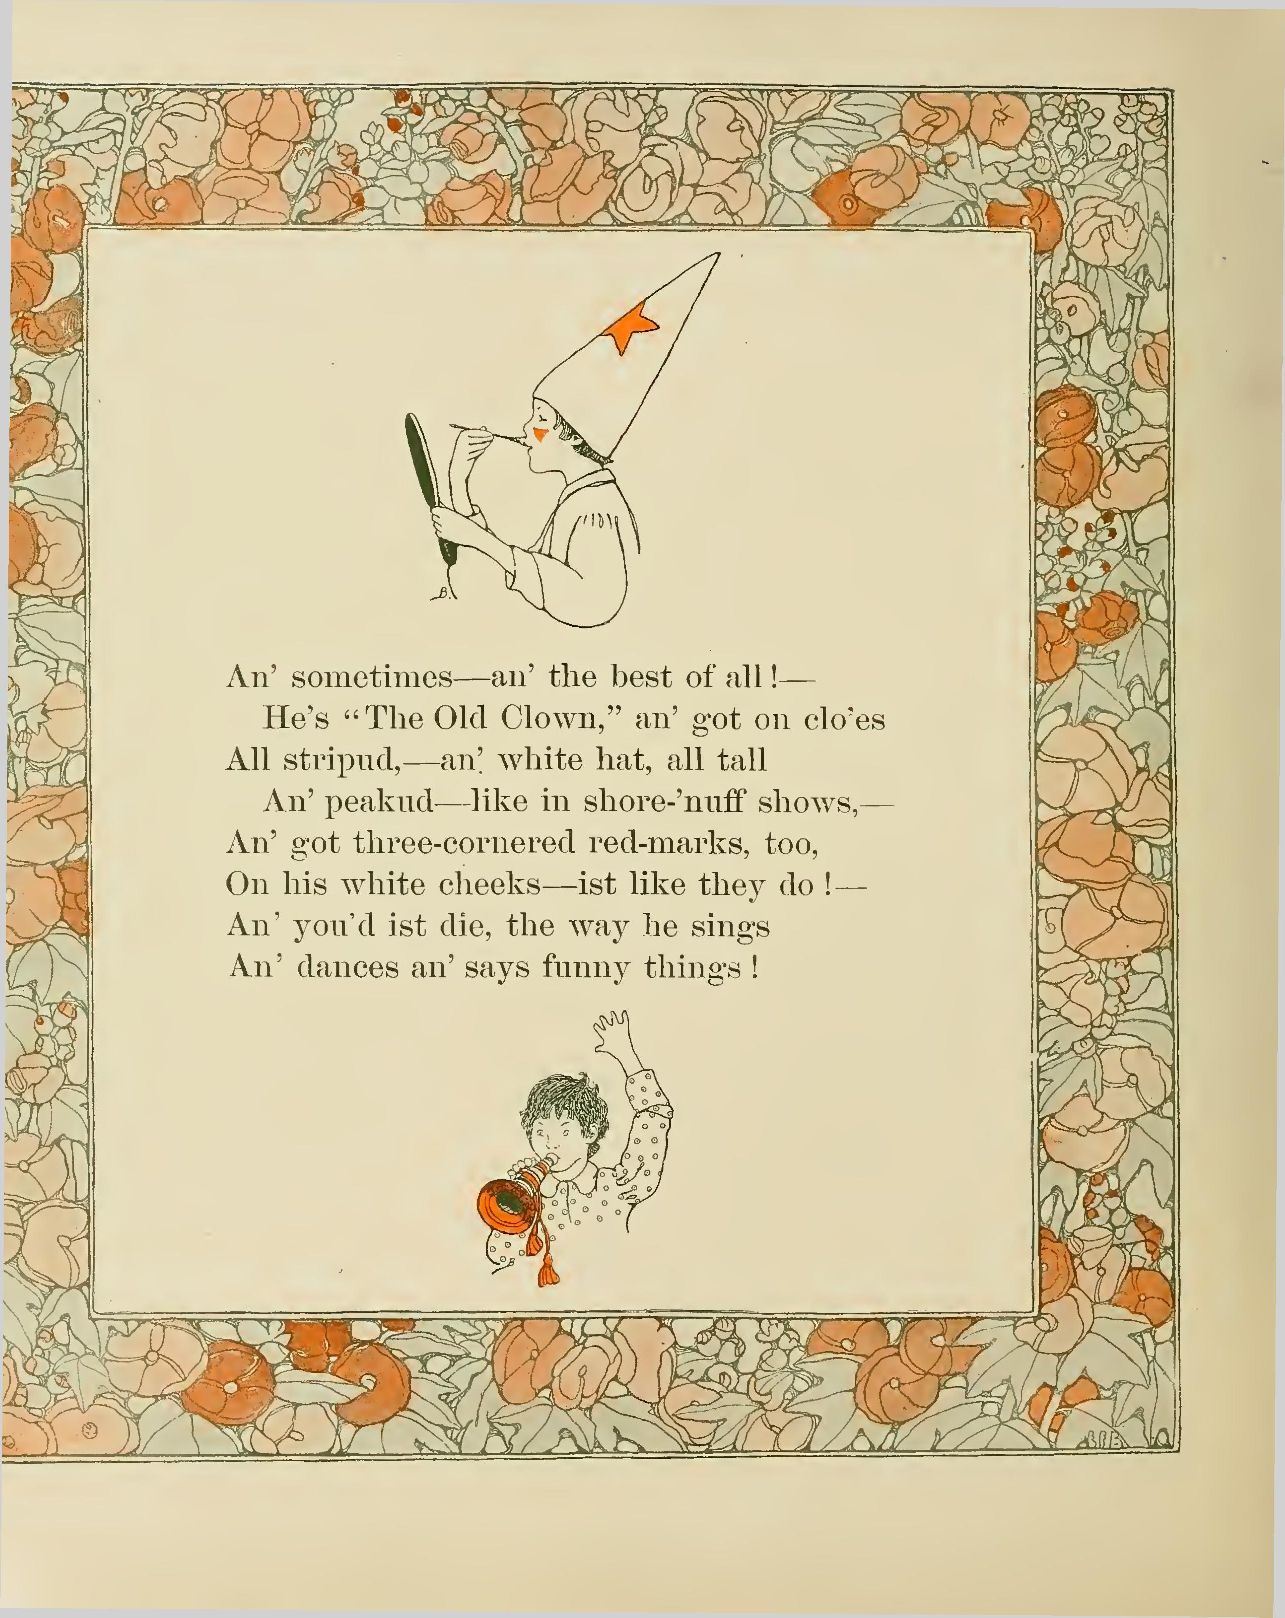 B.
An’ sometimes—an’ the best of all!—
He’s “The Old Clown,” an’ got on clo’es
All stripud,—an’ white hat, all tall
An’ peakud—like in shore-’nuff shows,—
An’ got three-cornered red-marks, too,
On his white cheeks—ist like they do!—
An’ you’d ist die, the way he sings
An’ dances an’ says funny things!